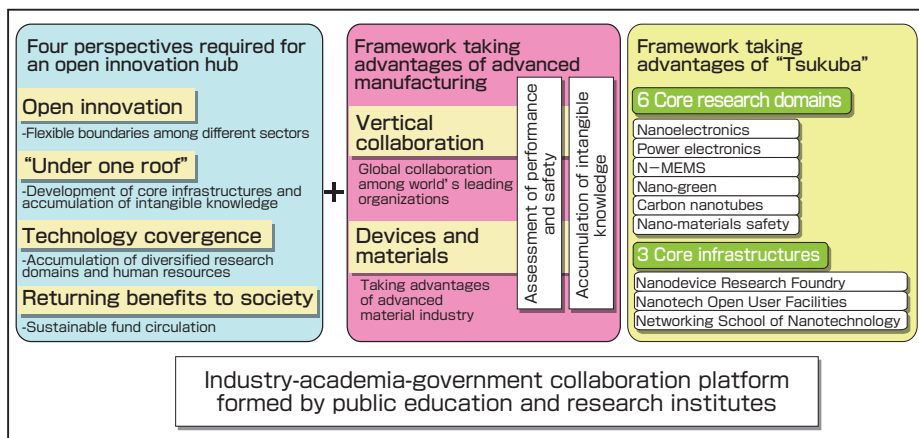 Four perspectives required for
an open innovation hub
Open innovation
-Flexible boundaries among different sectors
“Under one roof”
-Development of core infrastructures and
accumulation of intangible knowledge
Technology covergence
-Accumulation of diversified research
domains and human resources
Returning benefits to society
-Sustainable fund circulation
+
Framework taking
advantages of advanced
manufacturing
Vertical
collaboration
Global collaboration
among world's leading
organizations
Devices and
materials
Taking advantages
of advanced
material industry
Assessment of performance
and safety
Accumulation of intangible
knowledge
Framework taking
advantages of “Tsukuba”
6 Core research domains
Nanoelectronics
Power electronics
N-MEMS
Nano-green
Carbon nanotubes
Nano-materials safety
3 Core infrastructures
Nanodevice Research Foundry
Nanotech Open User Facilities
Networking School of Nanotechnology
Industry-academia-government collaboration platform
formed by public education and research institutes